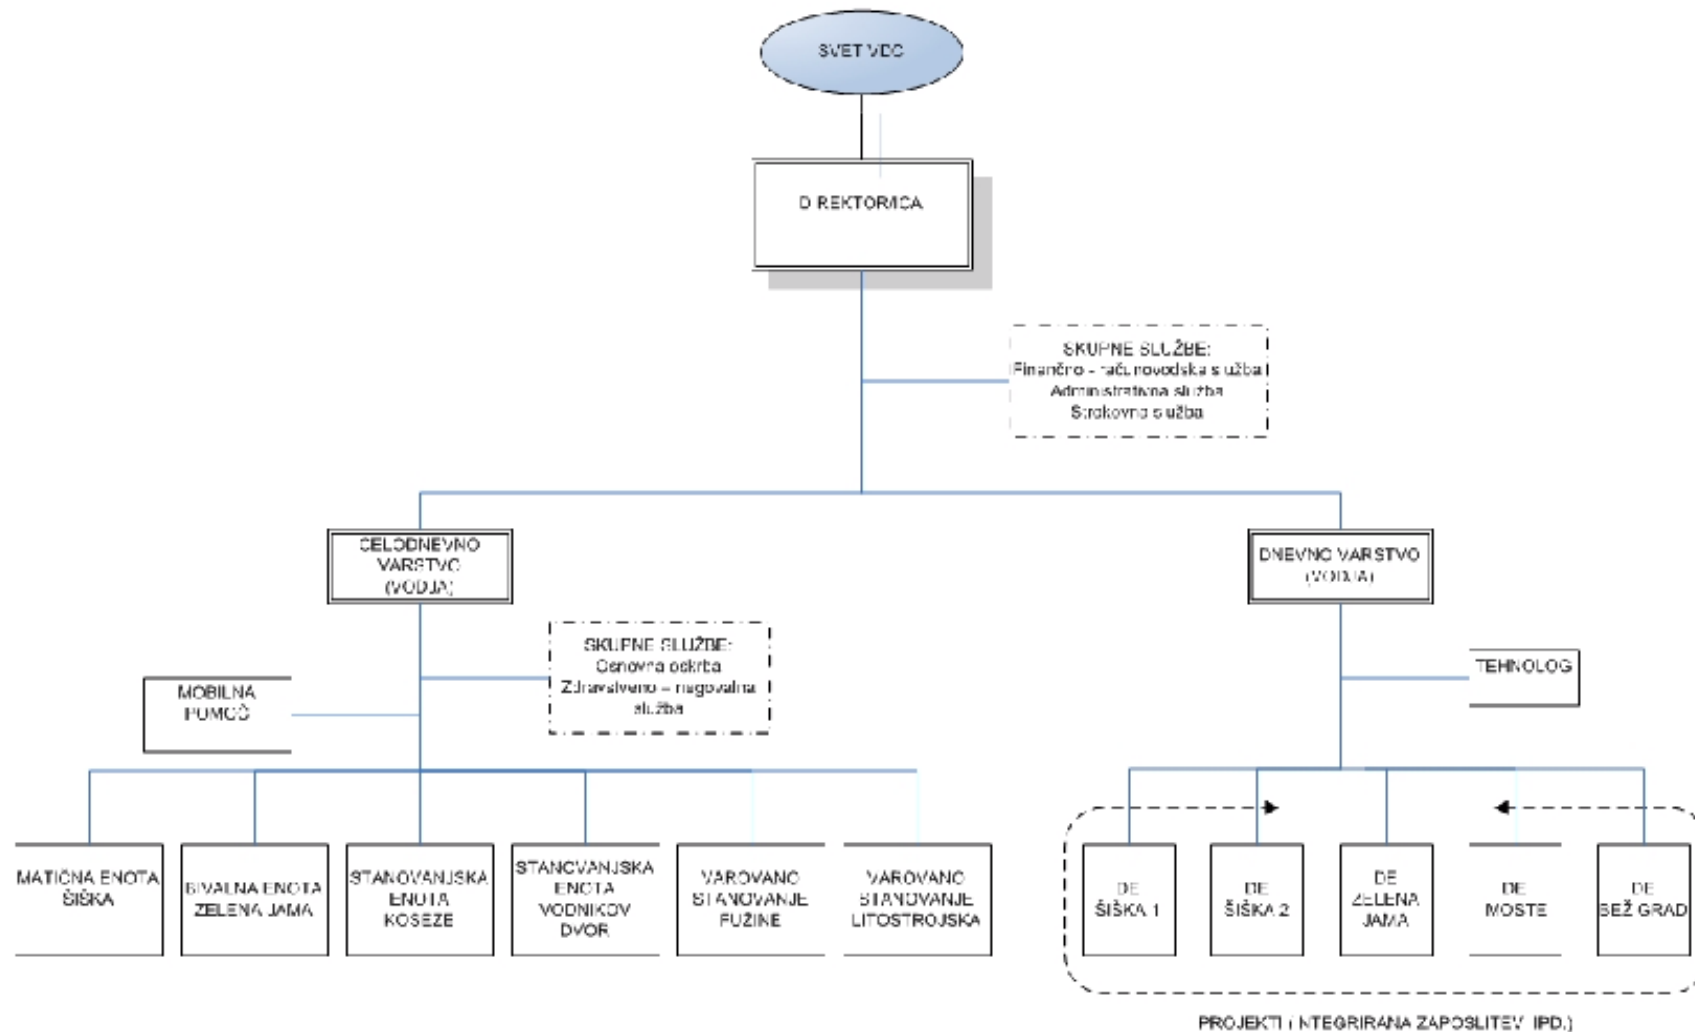 SVET VDC
DIREKTOR/ICA
SKUPNE SLUŽBE:
Finančno - računovodska služba
Administrativna služba
Strokovna služba
CELODNEVNO
VARSTVO
(VODJA)
DNEVNO VARSTVO
(VODJA)
SKUPNE SLUŽBE:
Osnovna oskrba
Zdravstveno – negovalna
služba
MOBILNA
POMOČ
TEHNOLOG
MATIČNA ENOTA
ŠIŠKA
BIVALNA ENOTA
ZELENA JAMA
STANOVANJSKA
ENOTA
KOSEZE
STANOVANJSKA
ENOTA
VODNIKOV
DVOR
VAROVANO
STANOVANJE
FUŽINE
VAROVANO
STANOVANJE
LITOSTROJSKA
DE
ŠIŠKA 1
DE
ŠIŠKA 2
DE
ZELENA
JAMA
DE
MOSTE
DE
BEŽIGRAD
PROJEKTI (INTEGRIRANA ZAPOSLITEV IPD.)